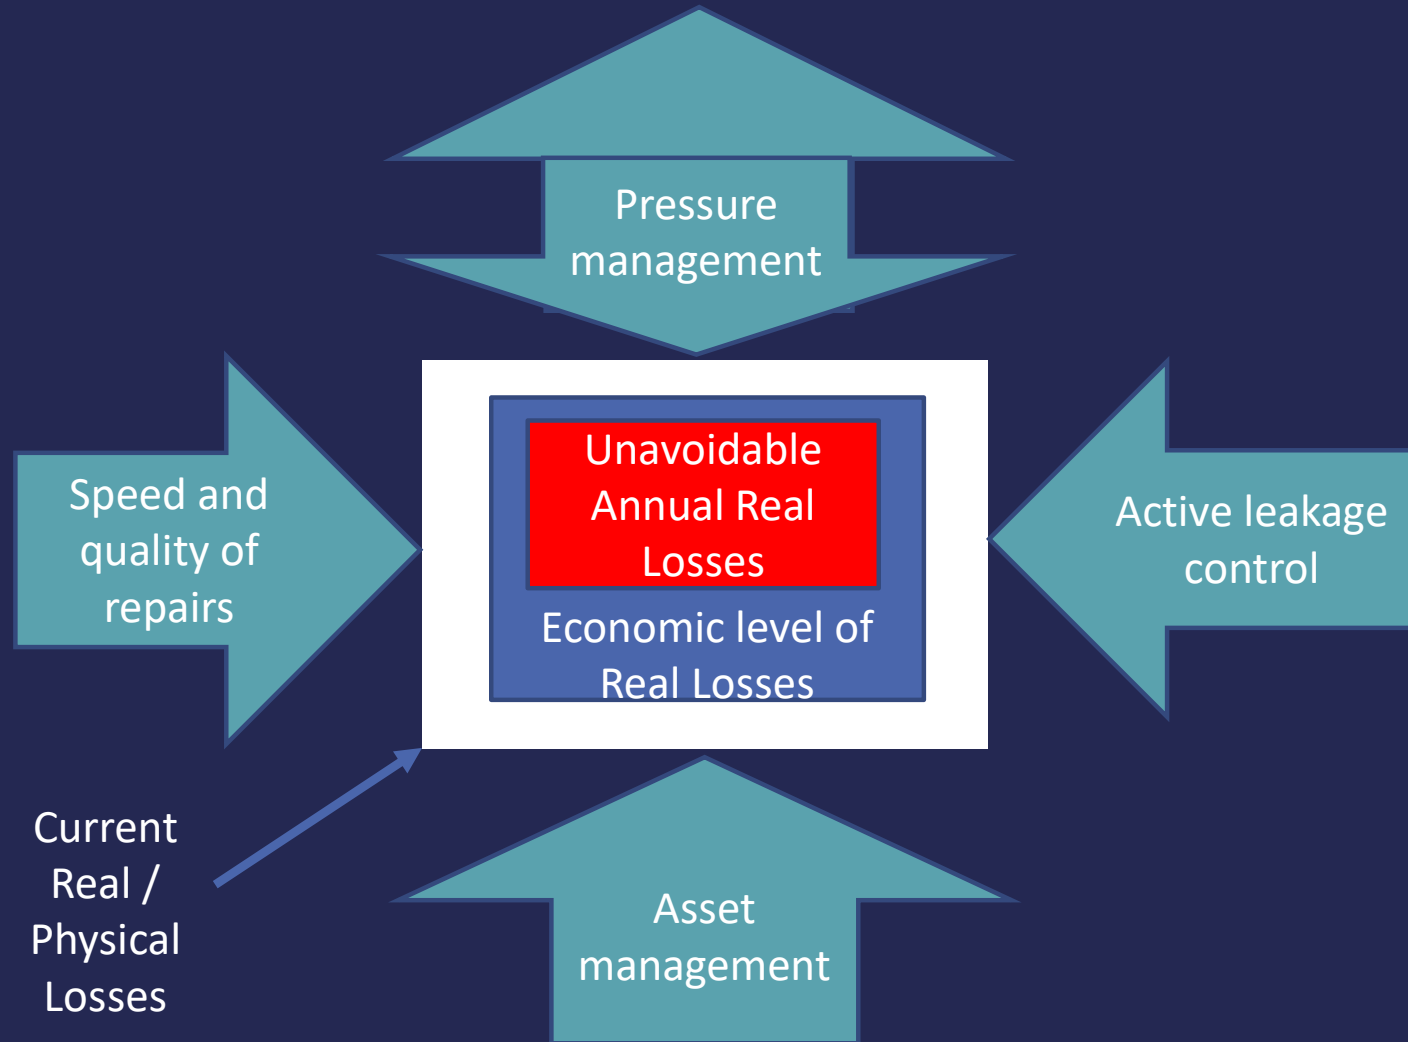 Pressure
management
Unavoidable
Annual Real
Losses
Economic level of
Real Losses
Speed and
quality of
repairs
Active leakage
control
Current
Real /
Physical
Losses
Asset
management